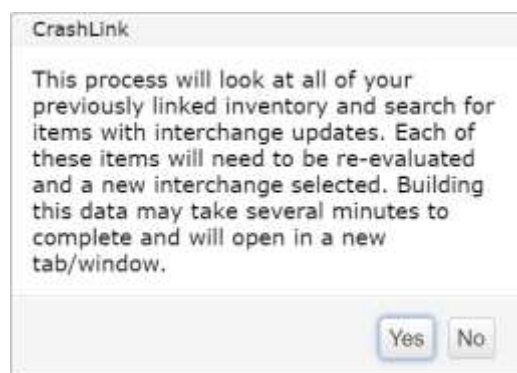 CrashLink
This process will look at all of your
previously linked inventory and search for
items with interchange updates. Each of
these items will need to be re-evaluated
and a new interchange selected. Building
this data may take several minutes to
complete and will open in a new
tab/window.
Yes No